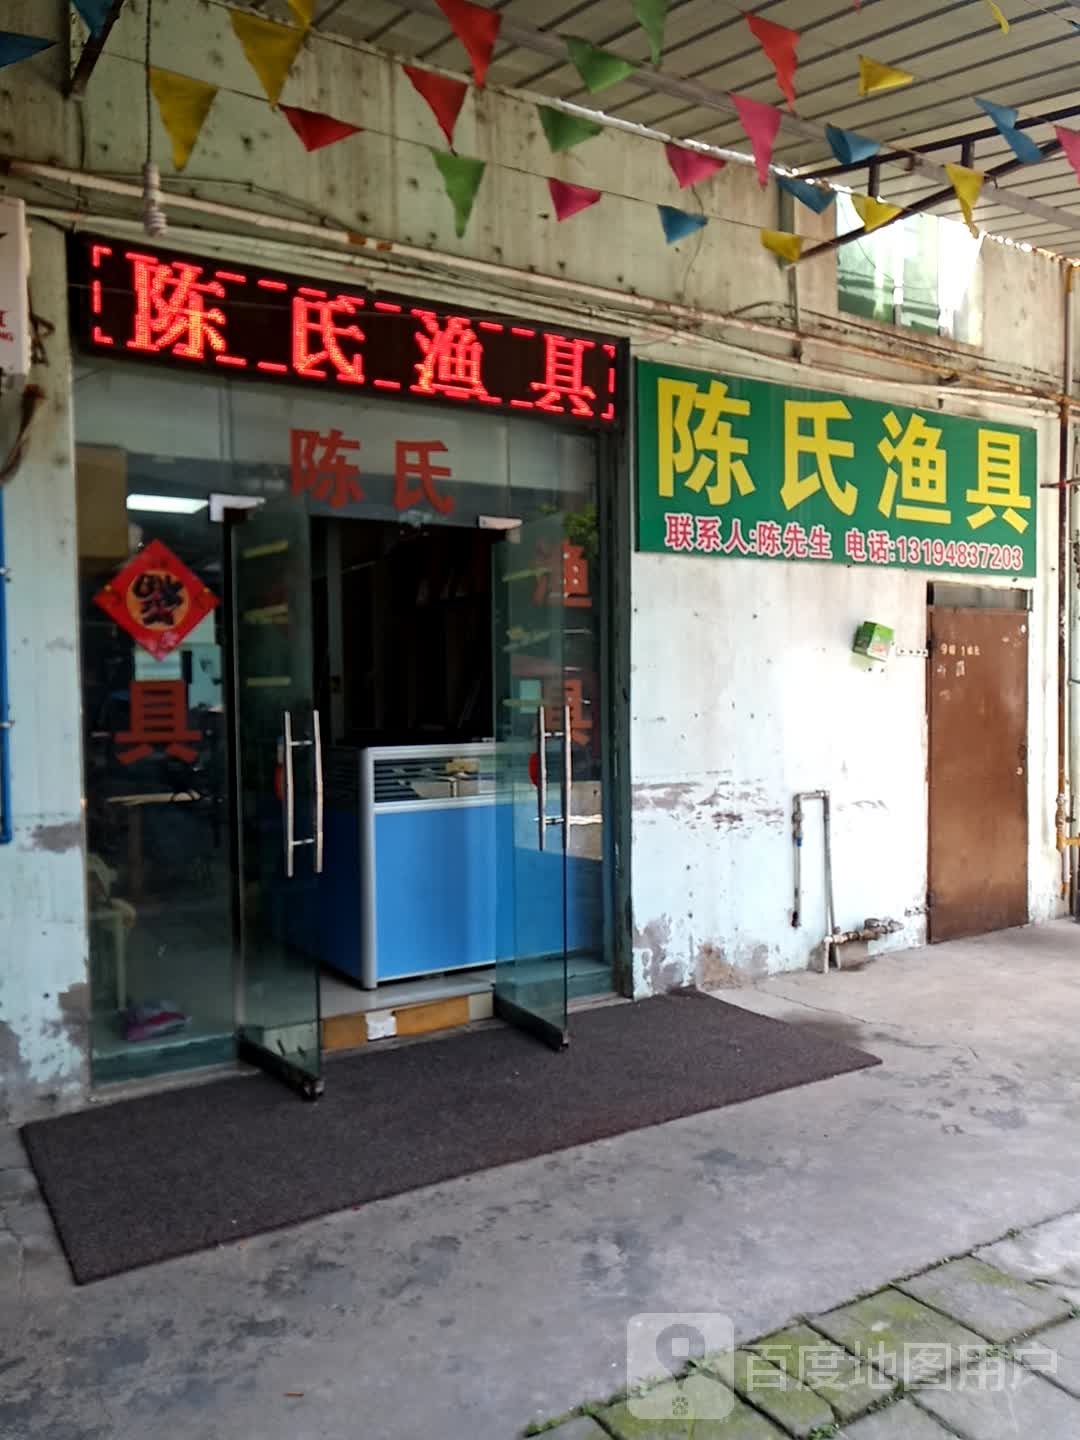 陈氏渔具
陈氏
渔具
具
陈氏渔具
联系人:陈先生 电话:13194837203
百度地图用户